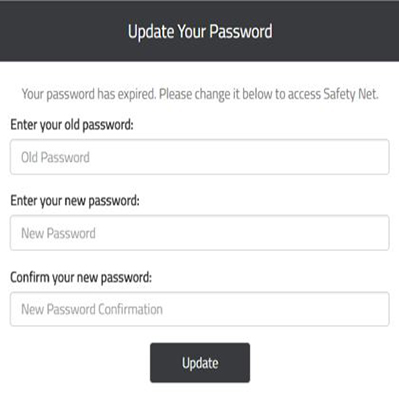 Update Your Password
Your password has expired. Please change it below to access Safety Net.
Enter your old password:
Old Password
Enter your new password:
New Password
Confirm your new password:
New Password Confirmation
Update